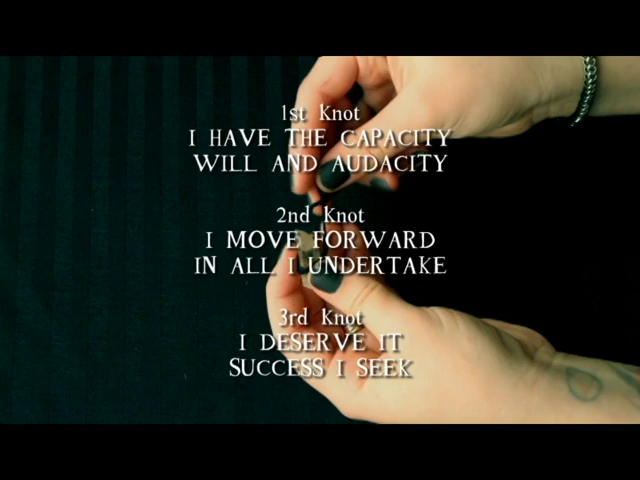 1st Knot
I HAVE THE CAPACITY
WILL AND AUDACITY
2nd Knot
I MOVE FORWARD
IN ALL I UNDERTAKE
3rd Knot
I DESERVE IT
SUCCESS I SEEK